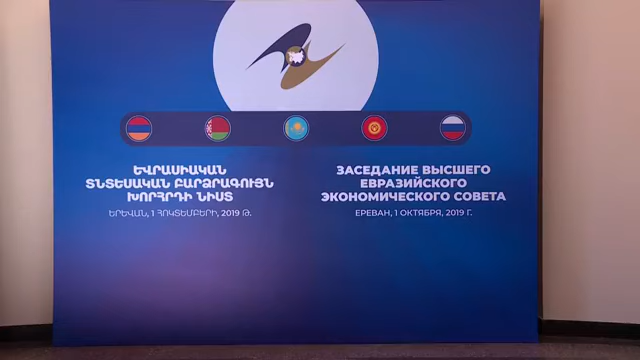 ԵՎՐԱՍԻԱԿԱՆ
ՏՆՏԵՍԱԿԱՆ ԲԱՐՁՐԱԳՈՒՅՆ
ԽՈՐՀՐԴԻ ՆԻՍՏ
ԵՐԵՎԱՆ, 1 ՀՈԿՏԵՄԲԵՐԻ, 2019 Թ.
ЗАСЕДАНИЕ ВЫСШЕГО
ЕВРАЗИЙСКОГО
ЭКОНОМИЧЕСКОГО СОВЕТА
ЕРЕВАН, 1 ОКТЯБРЯ, 2019 Г.